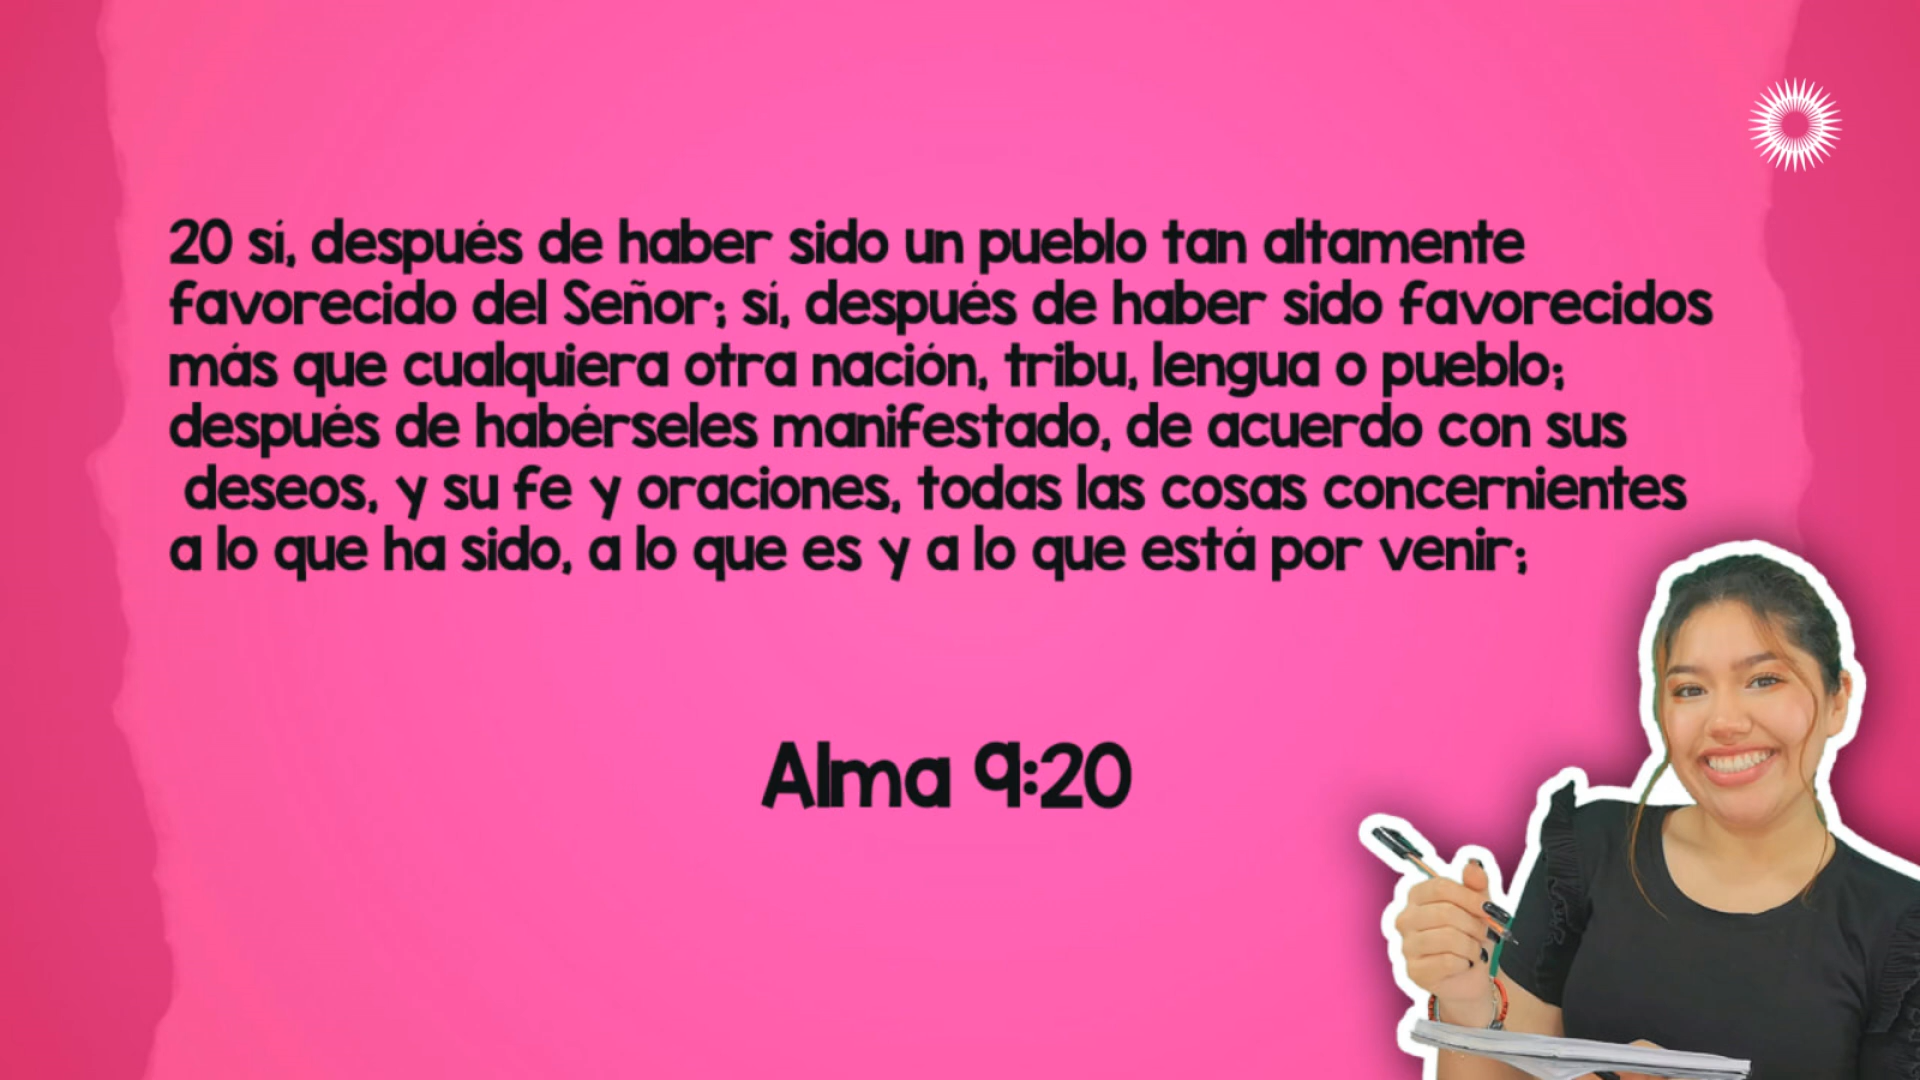 20 sí, después de haber sido un pueblo tan altamente
favorecido del Señor; sí, después de haber sido favorecidos
más que cualquiera otra nación, tribu, lengua o pueblo;
después de habérseles manifestado, de acuerdo con sus
deseos, y su fe y oraciones, todas las cosas concernientes
a lo que ha sido, a lo que es y a lo que está por venir;
Alma 9:20